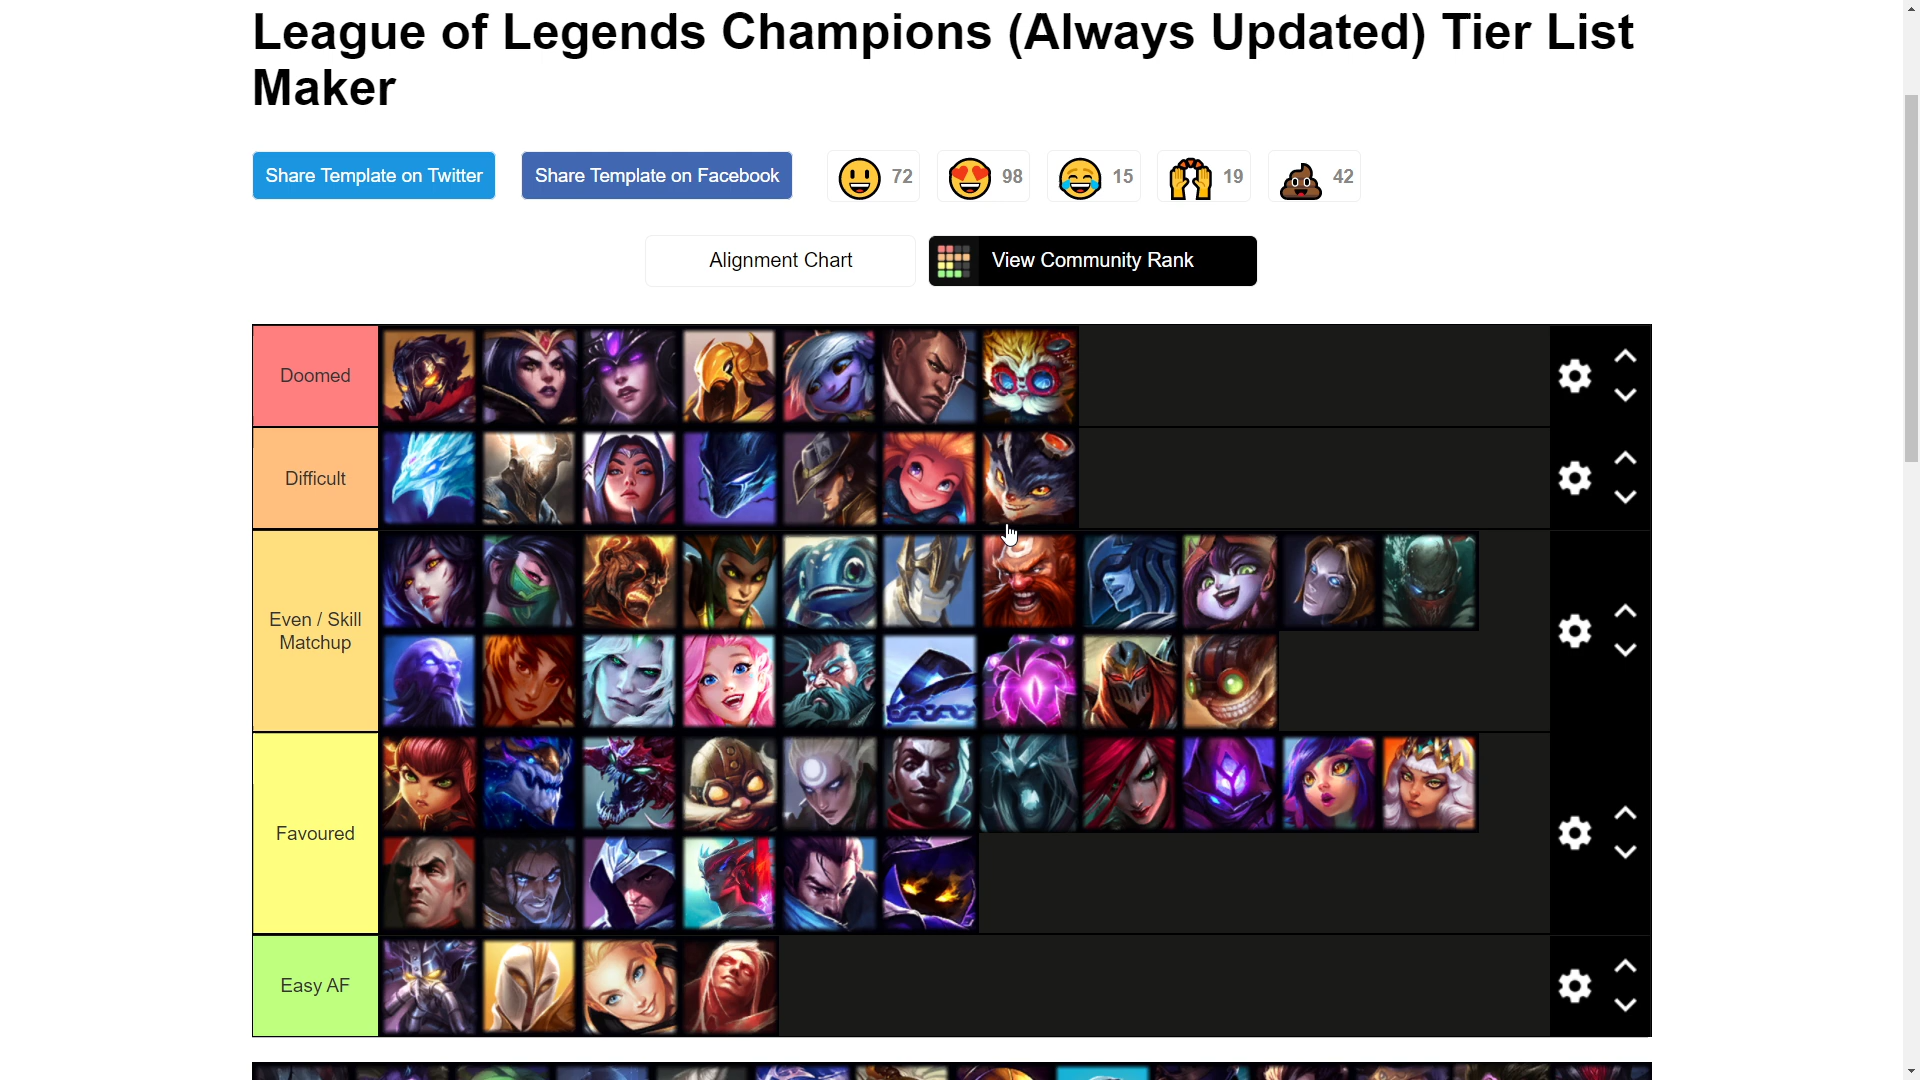 League of Legends Champions (Always Updated) Tier List
Maker
Share Template on Twitter
Share Template on Facebook
72
98
15
19
42
Alignment Chart
View Community Rank
Doomed
Difficult
Even / Skill
Matchup
Favoured
Easy AF